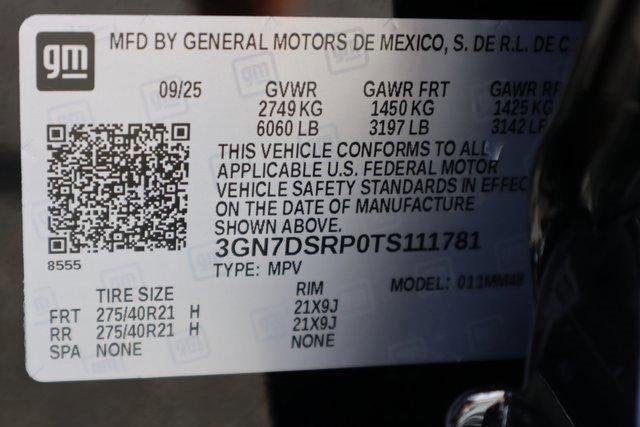 gm
MFD BY GENERAL MOTORS DE MEXICO, S. DE R.L. DE C
09/25 GVWR GAWR FRT GAWR RR
2749 KG 1450 KG 1425 KG
6060 LB 3197 LB 3142 LB
THIS VEHICLE CONFORMS TO ALL
APPLICABLE U.S. FEDERAL MOTOR
VEHICLE SAFETY STANDARDS IN EFFEC
ON THE DATE OF MANUFACTURE
SHOWN ABOVE.
3GN7DSRP0TS111781
8555
TYPE: MPV MODEL:
TIRE SIZE RIM
FRT 275/40R21 H 21X9J
RR 275/40R21 H 21X9J
SPA NONE NONE